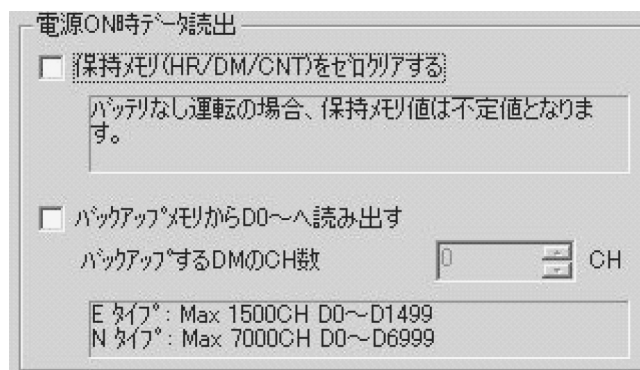 電源ON時ﾃﾞｰﾀ読出
保持ﾒﾓﾘ(HR/DM/CNT)をｾﾞﾛｸﾘｱする
ﾊﾞｯﾃﾘなし運転の場合、保持ﾒﾓﾘ値は不定値となりま
す。
ﾊﾞｯｸｱｯﾌﾟﾒﾓﾘからD0～へ読み出す
ﾊﾞｯｸｱｯﾌﾟするDMのCH数 0 CH
E ﾀｲﾌﾟ: Max 1500CH D0～D1499
N ﾀｲﾌﾟ: Max 7000CH D0～D6999